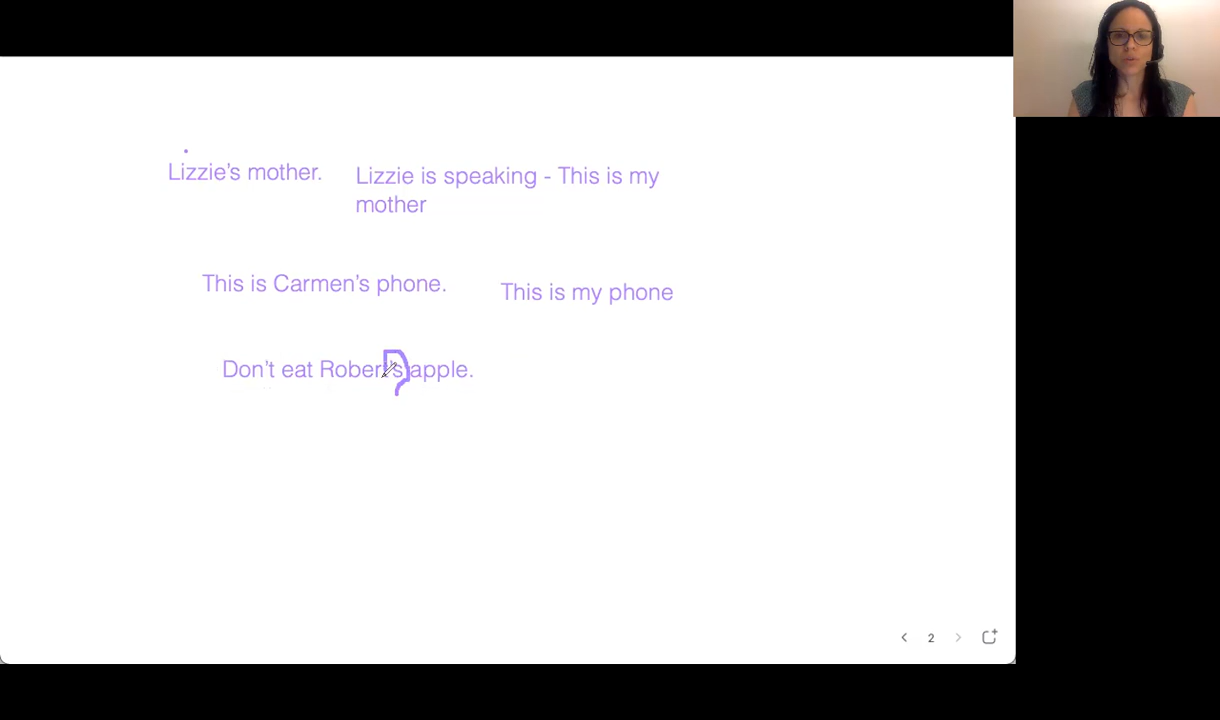 Lizzie's mother.
Lizzie is speaking - This is my
mother
This is Carmen's phone.
This is my phone
Don't eat Robert's apple.
2